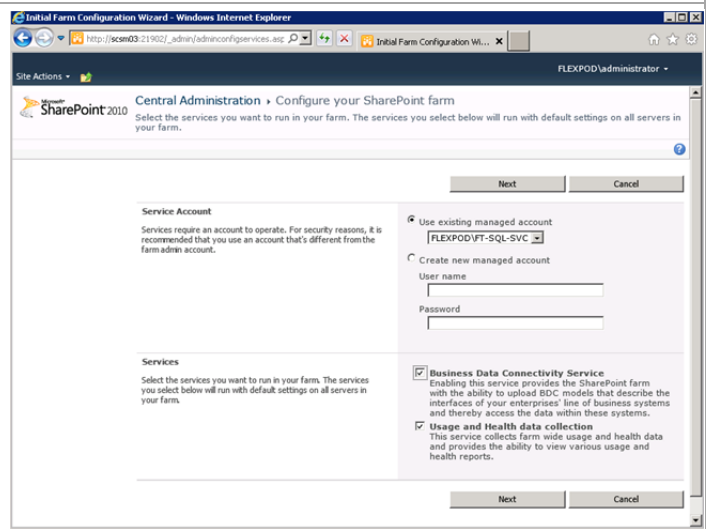 Initial Farm Configuration Wizard - Windows Internet Explorer
http://scsm03:21902/_admin/adminconfigservices.asp
Initial Farm Configuration Wi...
Site Actions
FLEXPOD\administrator
Microsoft
SharePoint 2010
Central Administration
Configure your SharePoint farm
Select the services you want to run in your farm. The services you select below will run with default settings on all servers in
your farm.
Next
Cancel
Service Account
Services require an account to operate. For security reasons, it is
recommended that you use an account that's different from the
farm admin account.
Use existing managed account
FLEXPOD\FT-SQL-SVC
Create new managed account
User name
Password
Services
Select the services you want to run in your farm. The services
you select below will run with default settings on all servers in
your farm.
Business Data Connectivity Service
Enabling this service provides the SharePoint farm
with the ability to upload BDC models that describe the
interfaces of your enterprises' line of business systems
and thereby access the data within these systems.
Usage and Health data collection
This service collects farm wide usage and health data
and provides the ability to view various usage and
health reports.
Next
Cancel